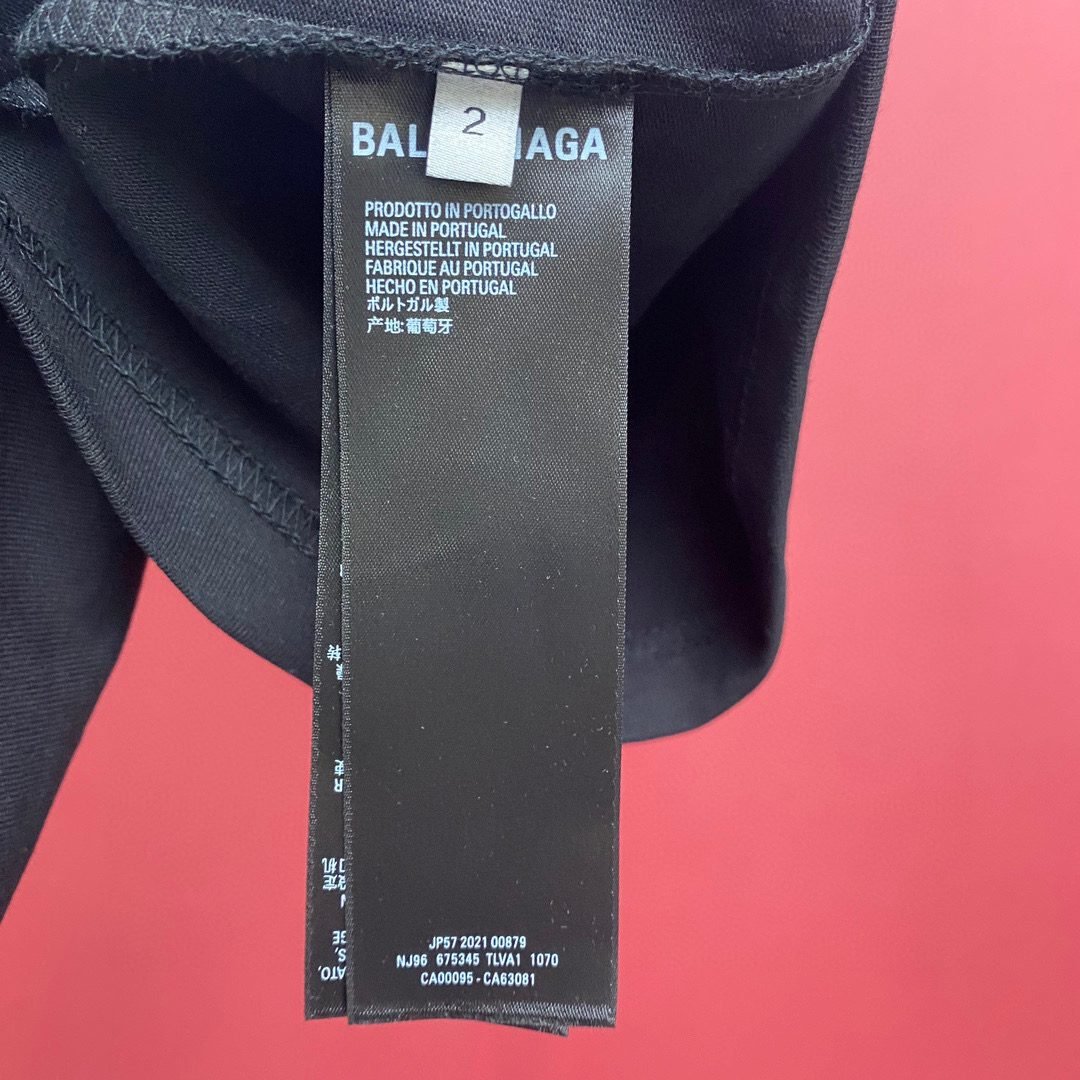 2
BAL IAGA
PRODOTTO IN PORTOGALLO
MADE IN PORTUGAL
HERGESTELLT IN PORTUGAL
FABRIQUE AU PORTUGAL
HECHO EN PORTUGAL
ポルトガル製
产地:葡萄牙
JP57 2021 00879
NJ96 675345 TLVA1 1070
CA00095 - CA63081